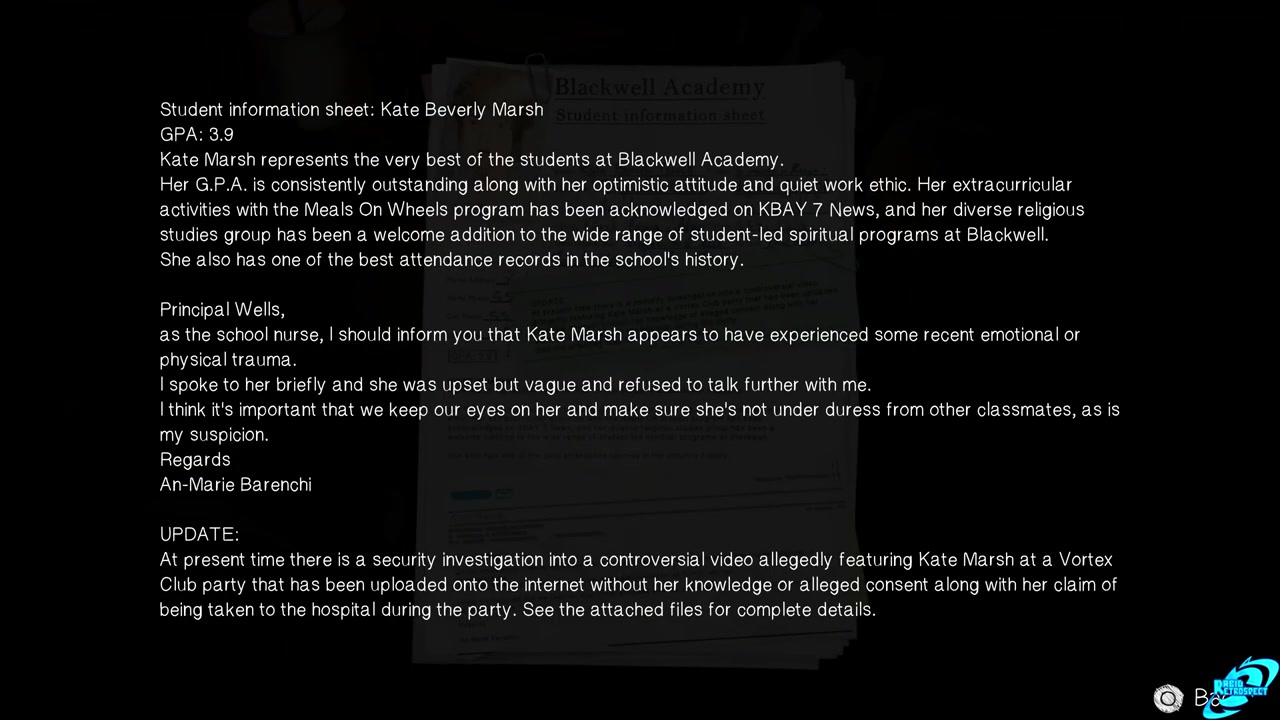 Blackwell Academy
Student information sheet
Student information sheet: Kate Beverly Marsh
GPA: 3.9
Kate Marsh represents the very best of the students at Blackwell Academy.
Her G.P.A. is consistently outstanding along with her optimistic attitude and quiet work ethic. Her extracurricular
activities with the Meals On Wheels program has been acknowledged on KBAY 7 News, and her diverse religious
studies group has been a welcome addition to the wide range of student-led spiritual programs at Blackwell.
She also has one of the best attendance records in the school's history.
Principal Wells,
as the school nurse, I should inform you that Kate Marsh appears to have experienced some recent emotional or
physical trauma.
I spoke to her briefly and she was upset but vague and refused to talk further with me.
I think it's important that we keep our eyes on her and make sure she's not under duress from other classmates, as is
my suspicion.
Regards
An-Marie Barenchi
UPDATE:
At present time there is a security investigation into a controversial video allegedly featuring Kate Marsh at a Vortex
Club party that has been uploaded onto the internet without her knowledge or alleged consent along with her claim of
being taken to the hospital during the party. See the attached files for complete details.
RETROSPECT